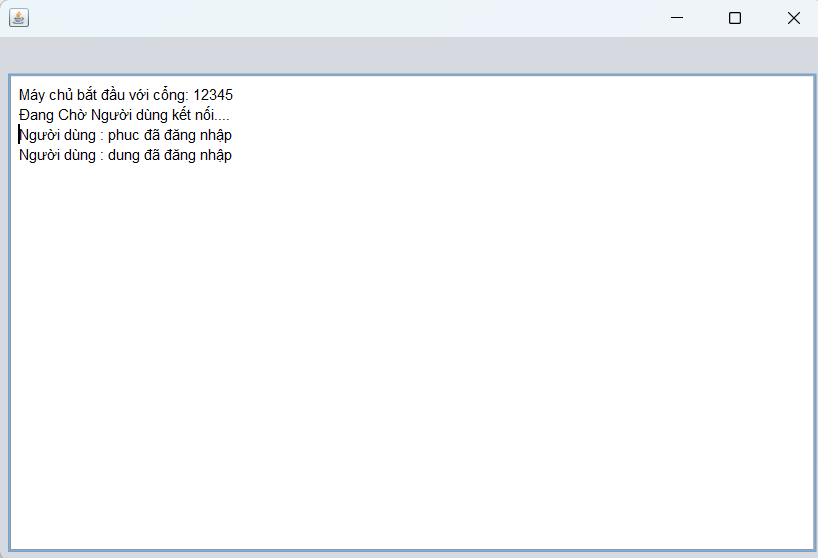 Máy chủ bắt đầu với cổng: 12345
Đang Chờ Người dùng kết nối....
Người dùng : phuc đã đăng nhập
Người dùng : dung đã đăng nhập